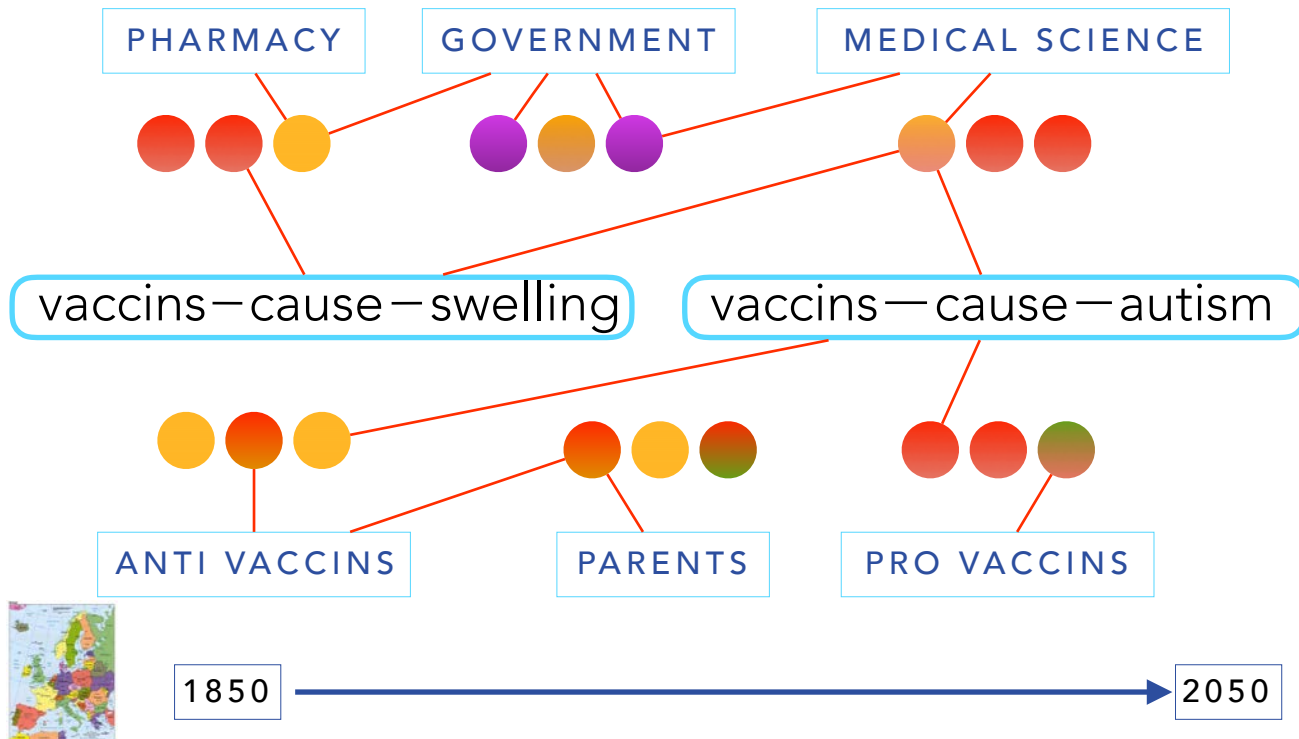 PHARMACY
GOVERNMENT
MEDICAL SCIENCE
vaccins—cause—swelling
vaccins—cause—autism
ANTI VACCINS
PARENTS
PRO VACCINS
1850
2050